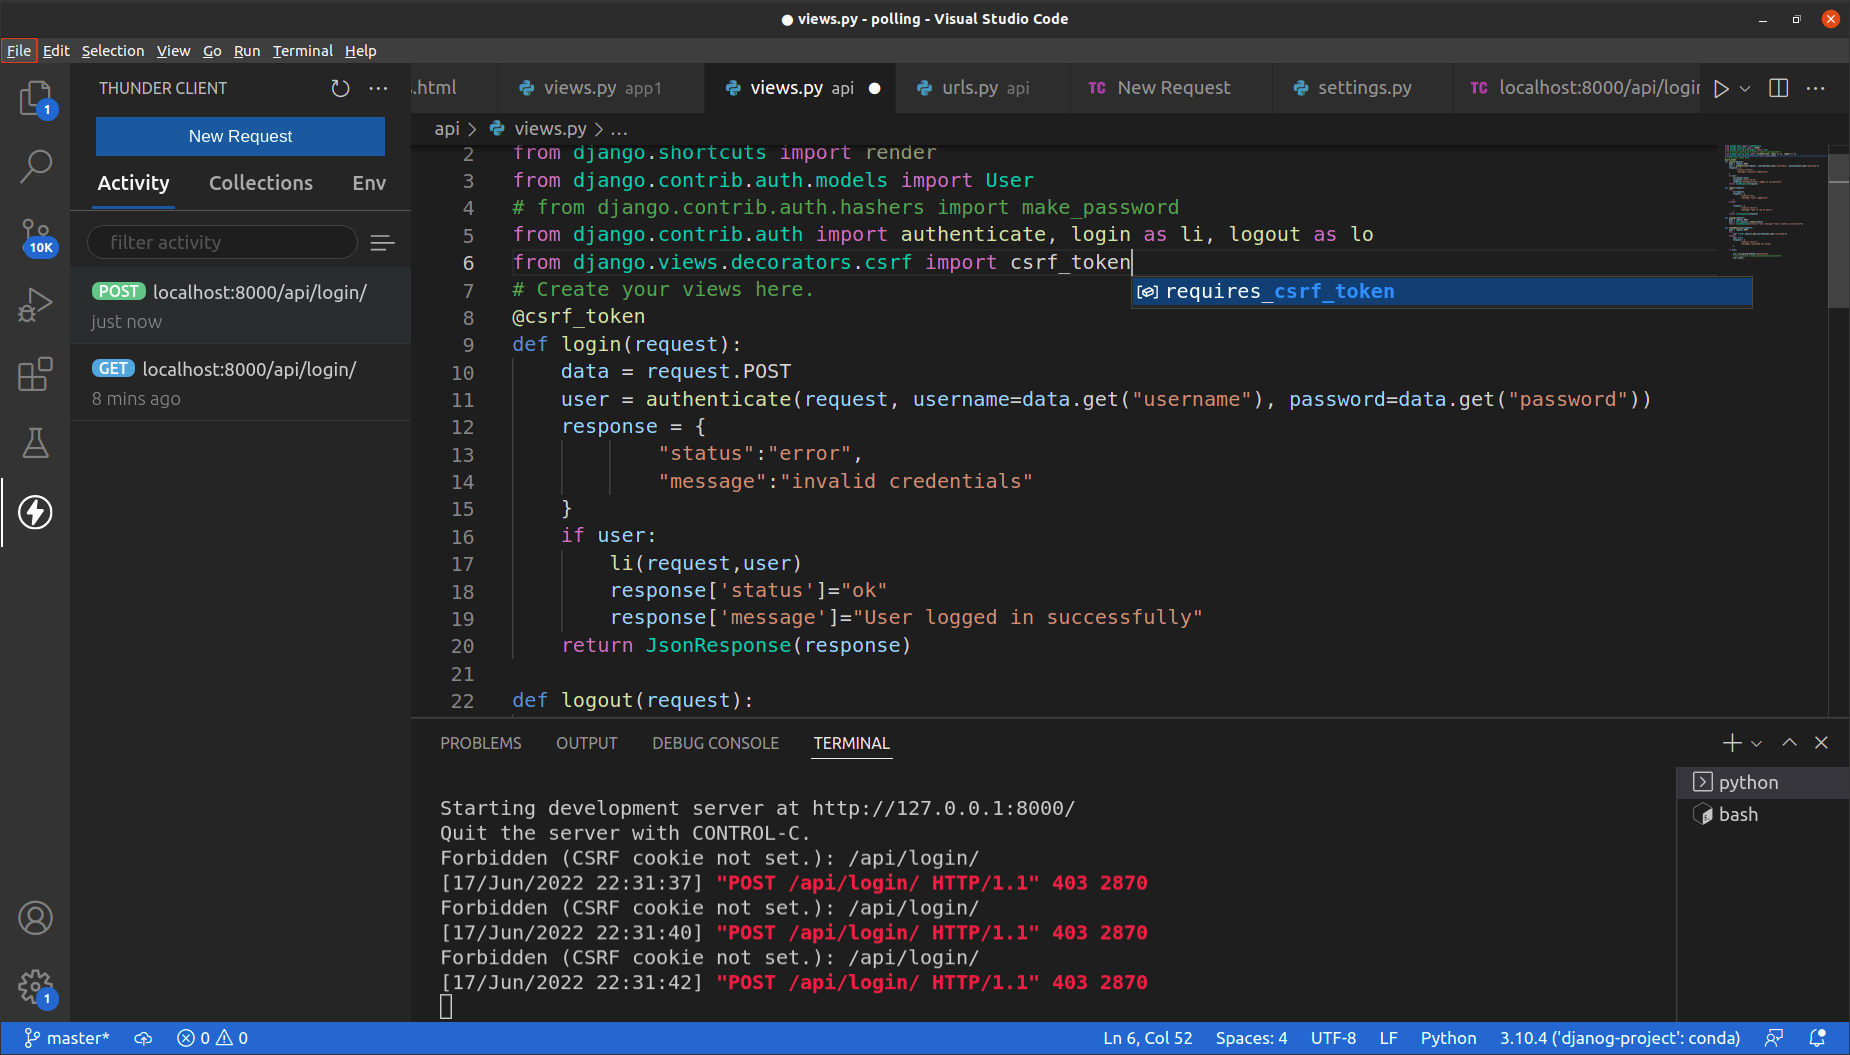 views.py - polling - Visual Studio Code
File Edit Selection View Go Run Terminal Help
THUNDER CLIENT
New Request
Activity Collections Env
filter activity
POST localhost:8000/api/login/
just now
GET localhost:8000/api/login/
8 mins ago
1
10K
1
.html views.py app1 views.py api urls.py api TC New Request settings.py TC localhost:8000/api/login
api > views.py > ...
2 from django.shortcuts import render
3 from django.contrib.auth.models import User
4 # from django.contrib.auth.hashers import make_password
5 from django.contrib.auth import authenticate, login as li, logout as lo
6 from django.views.decorators.csrf import csrf_token
requires_csrf_token
7 # Create your views here.
8 @csrf_token
9 def login(request):
10 data = request.POST
11 user = authenticate(request, username=data.get("username"), password=data.get("password"))
12 response = {
13 "status":"error",
14 "message":"invalid credentials"
15 }
16 if user:
17 li(request,user)
18 response['status']="ok"
19 response['message']="User logged in successfully"
20 return JsonResponse(response)
21
22 def logout(request):
PROBLEMS OUTPUT DEBUG CONSOLE TERMINAL
python
bash
Starting development server at http://127.0.0.1:8000/
Quit the server with CONTROL-C.
Forbidden (CSRF cookie not set.): /api/login/
[17/Jun/2022 22:31:37] "POST /api/login/ HTTP/1.1" 403 2870
Forbidden (CSRF cookie not set.): /api/login/
[17/Jun/2022 22:31:40] "POST /api/login/ HTTP/1.1" 403 2870
Forbidden (CSRF cookie not set.): /api/login/
[17/Jun/2022 22:31:42] "POST /api/login/ HTTP/1.1" 403 2870
master* 0 0 Ln 6, Col 52 Spaces: 4 UTF-8 LF Python 3.10.4 ('djanog-project': conda)